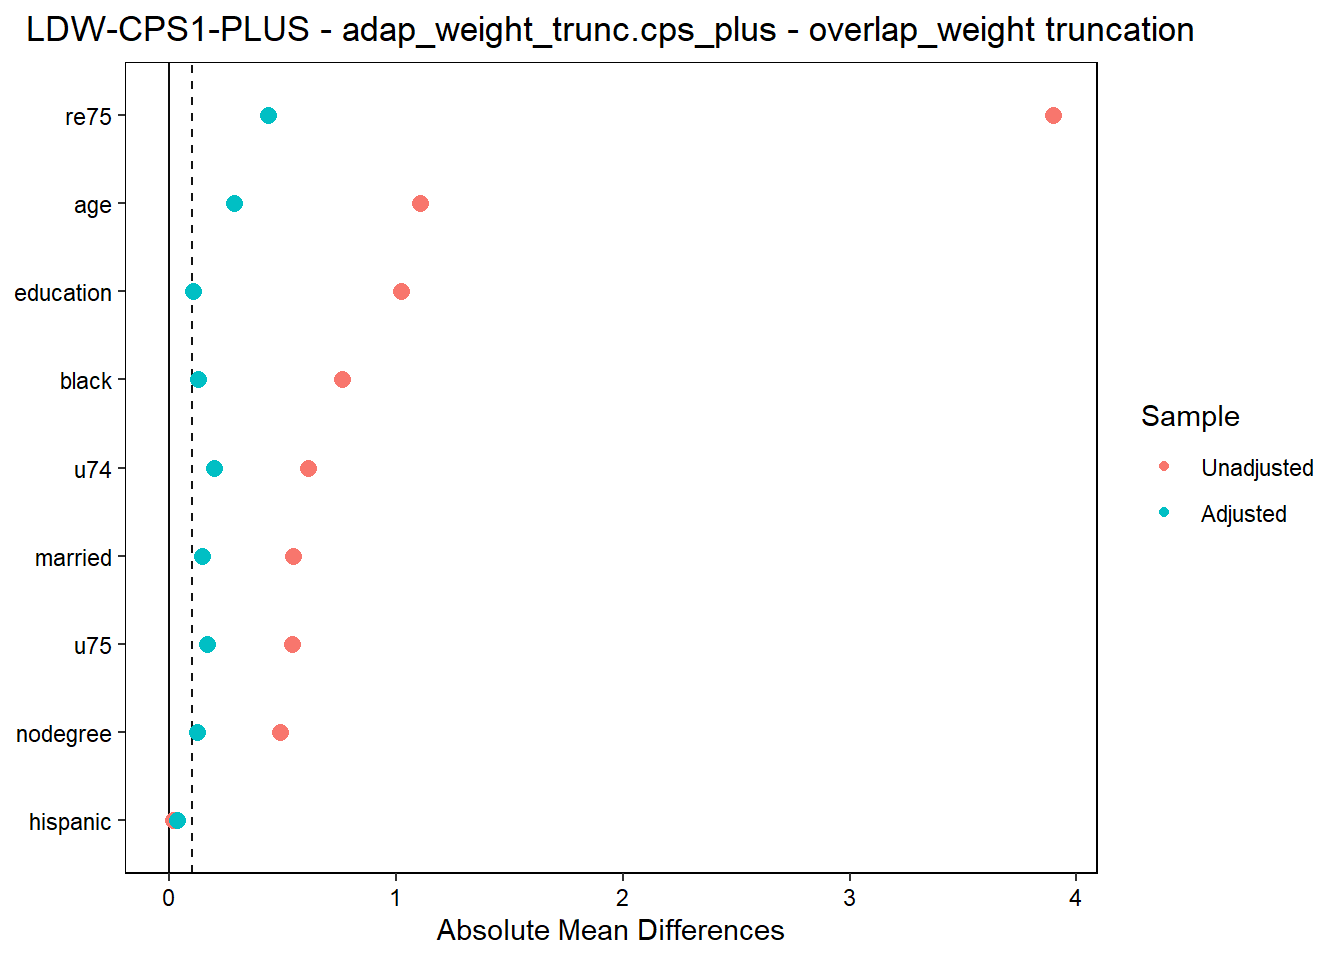 LDW-CPS1-PLUS - adap_weight_trunc.cps_plus - overlap_weight truncation
re75
age
education
black
u74
married
u75
nodegree
hispanic
0 1 2 3 4
Absolute Mean Differences
Sample
Unadjusted
Adjusted